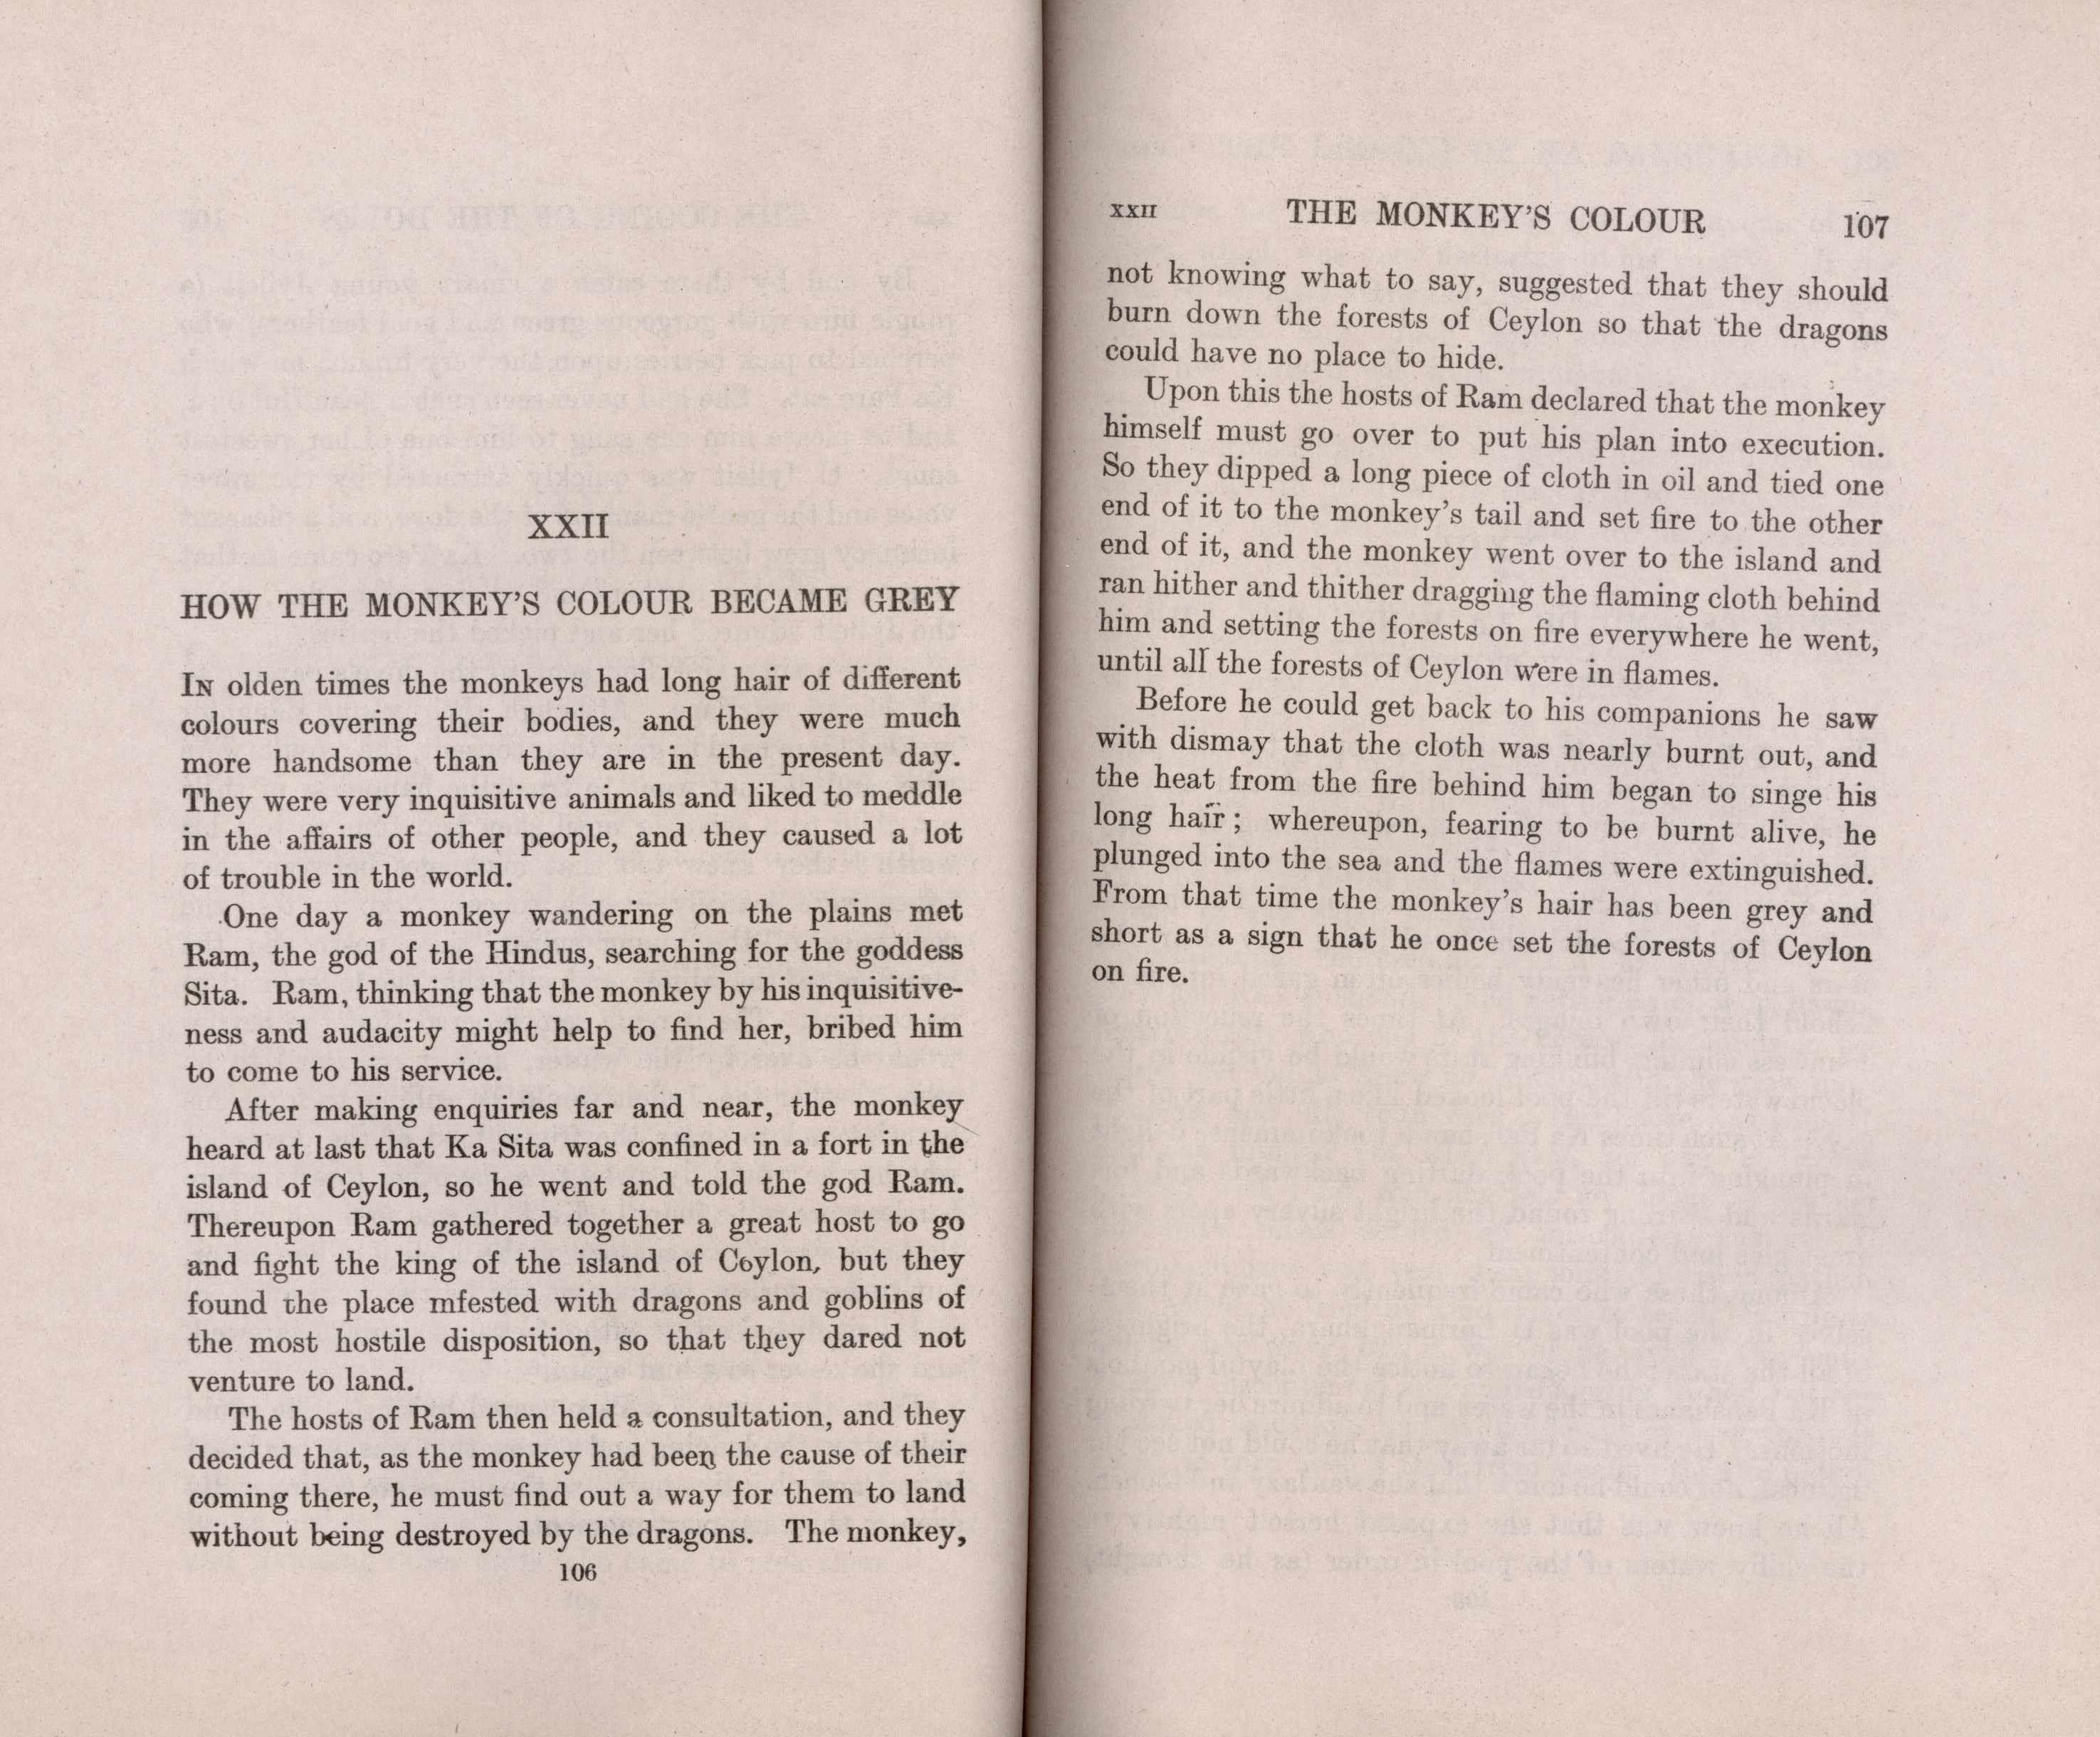 XXII
HOW THE MONKEY'S COLOUR BECAME GREY
IN olden times the monkeys had long hair of different
colours covering their bodies, and they were much
more handsome than they are in the present day.
They were very inquisitive animals and liked to meddle
in the affairs of other people, and they caused a lot
of trouble in the world.
One day a monkey wandering on the plains met
Ram, the god of the Hindus, searching for the goddess
Sita. Ram, thinking that the monkey by his inquisitive-
ness and audacity might help to find her, bribed him
to come to his service.
After making enquiries far and near, the monkey
heard at last that Ka Sita was confined in a fort in the
island of Ceylon, so he went and told the god Ram.
Thereupon Ram gathered together a great host to go
and fight the king of the island of Ceylon, but they
found the place infested with dragons and goblins of
the most hostile disposition, so that they dared not
venture to land.
The hosts of Ram then held a consultation, and they
decided that, as the monkey had been the cause of their
coming there, he must find out a way for them to land
without being destroyed by the dragons. The monkey,
106
XXII THE MONKEY'S COLOUR 107
not knowing what to say, suggested that they should
burn down the forests of Ceylon so that the dragons
could have no place to hide.
Upon this the hosts of Ram declared that the monkey
himself must go over to put his plan into execution.
So they dipped a long piece of cloth in oil and tied one
end of it to the monkey's tail and set fire to the other
end of it, and the monkey went over to the island and
ran hither and thither dragging the flaming cloth behind
him and setting the forests on fire everywhere he went,
until all the forests of Ceylon were in flames.
Before he could get back to his companions he saw
with dismay that the cloth was nearly burnt out, and
the heat from the fire behind him began to singe his
long hair; whereupon, fearing to be burnt alive, he
plunged into the sea and the flames were extinguished.
From that time the monkey's hair has been grey and
short as a sign that he once set the forests of Ceylon
on fire.